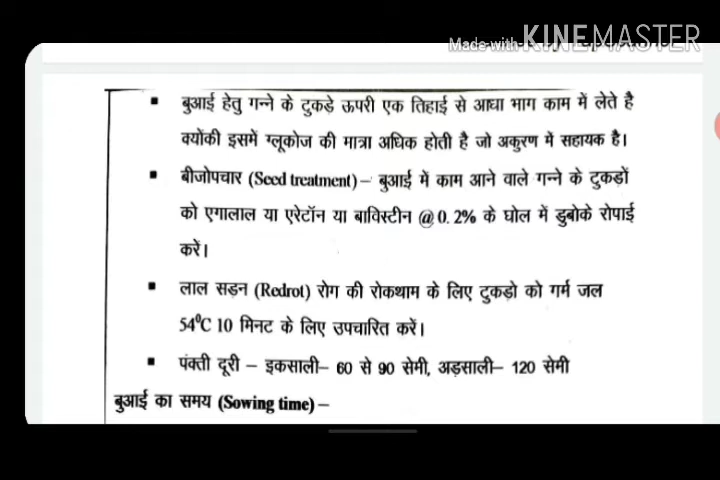 Made with KINEMASTER
▪ बुआई हेतु गन्ने के टुकड़े ऊपरी एक तिहाई से आधा भाग काम में लेते है
क्योंकी इसमें ग्लूकोज की मात्रा अधिक होती है जो अकुरण में सहायक है।
▪ बीजोपचार (Seed treatment) – बुआई में काम आने वाले गन्ने के टुकड़ों
को एगालाल या एरेटॉन या बाविस्टीन @ 0.2% के घोल में डुबोके रोपाई
करें।
▪ लाल सड़न (Redrot) रोग की रोकथाम के लिए टुकडो को गर्म जल
54⁰C 10 मिनट के लिए उपचारित करें।
▪ पंक्ती दूरी – इकसाली– 60 से 90 सेमी, अड़साली– 120 सेमी
बुआई का समय (Sowing time) –